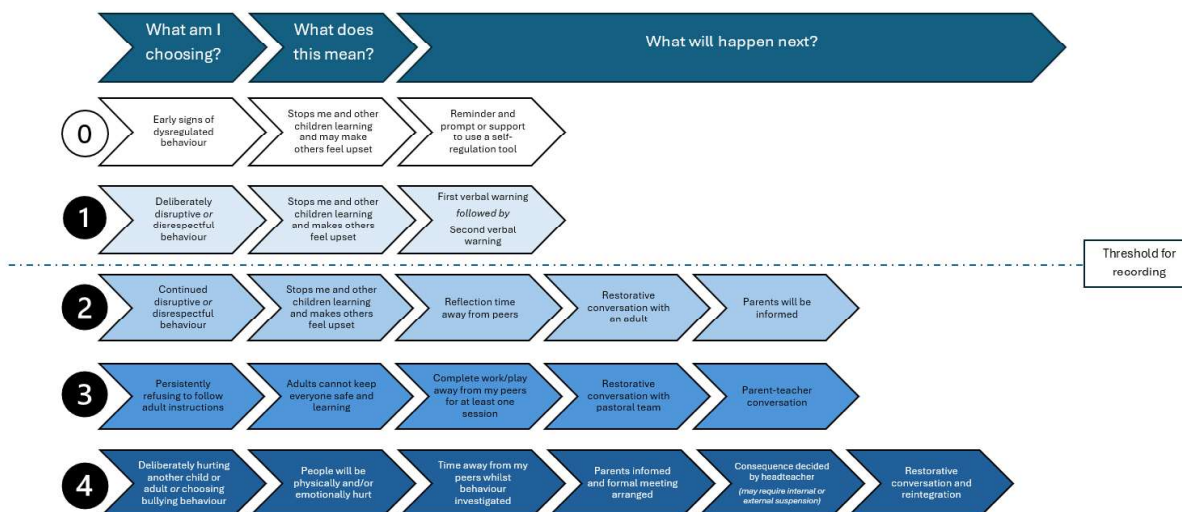 What am I
choosing?
What does
this mean?
What will happen next?
0
Early signs of
dysregulated
behaviour
Stops me and other
children learning
and may make
others feel upset
Reminder and
prompt or support
to use a self-
regulation tool
1
Deliberately
disruptive or
disrespectful
behaviour
Stops me and other
children learning
and makes others
feel upset
First verbal warning
followed by
Second verbal
warning
Threshold for
recording
2
Continued
disruptive or
disrespectful
behaviour
Stops me and other
children learning
and makes others
feel upset
Reflection time
away from peers
Restorative
conversation with
an adult
Parents will be
informed
3
Persistently
refusing to follow
adult instructions
Adults cannot keep
everyone safe and
learning
Complete work/play
away from my peers
for at least one
session
Restorative
conversation with
pastoral team
Parent-teacher
conversation
4
Deliberately hurting
another child or
adult or choosing
bullying behaviour
People will be
physically and/or
emotionally hurt
Time away from my
peers whilst
behaviour
investigated
Parents infomed
and formal meeting
arranged
Consequence decided
by headteacher
(may require internal or
external suspension)
Restorative
conversation and
reintegration